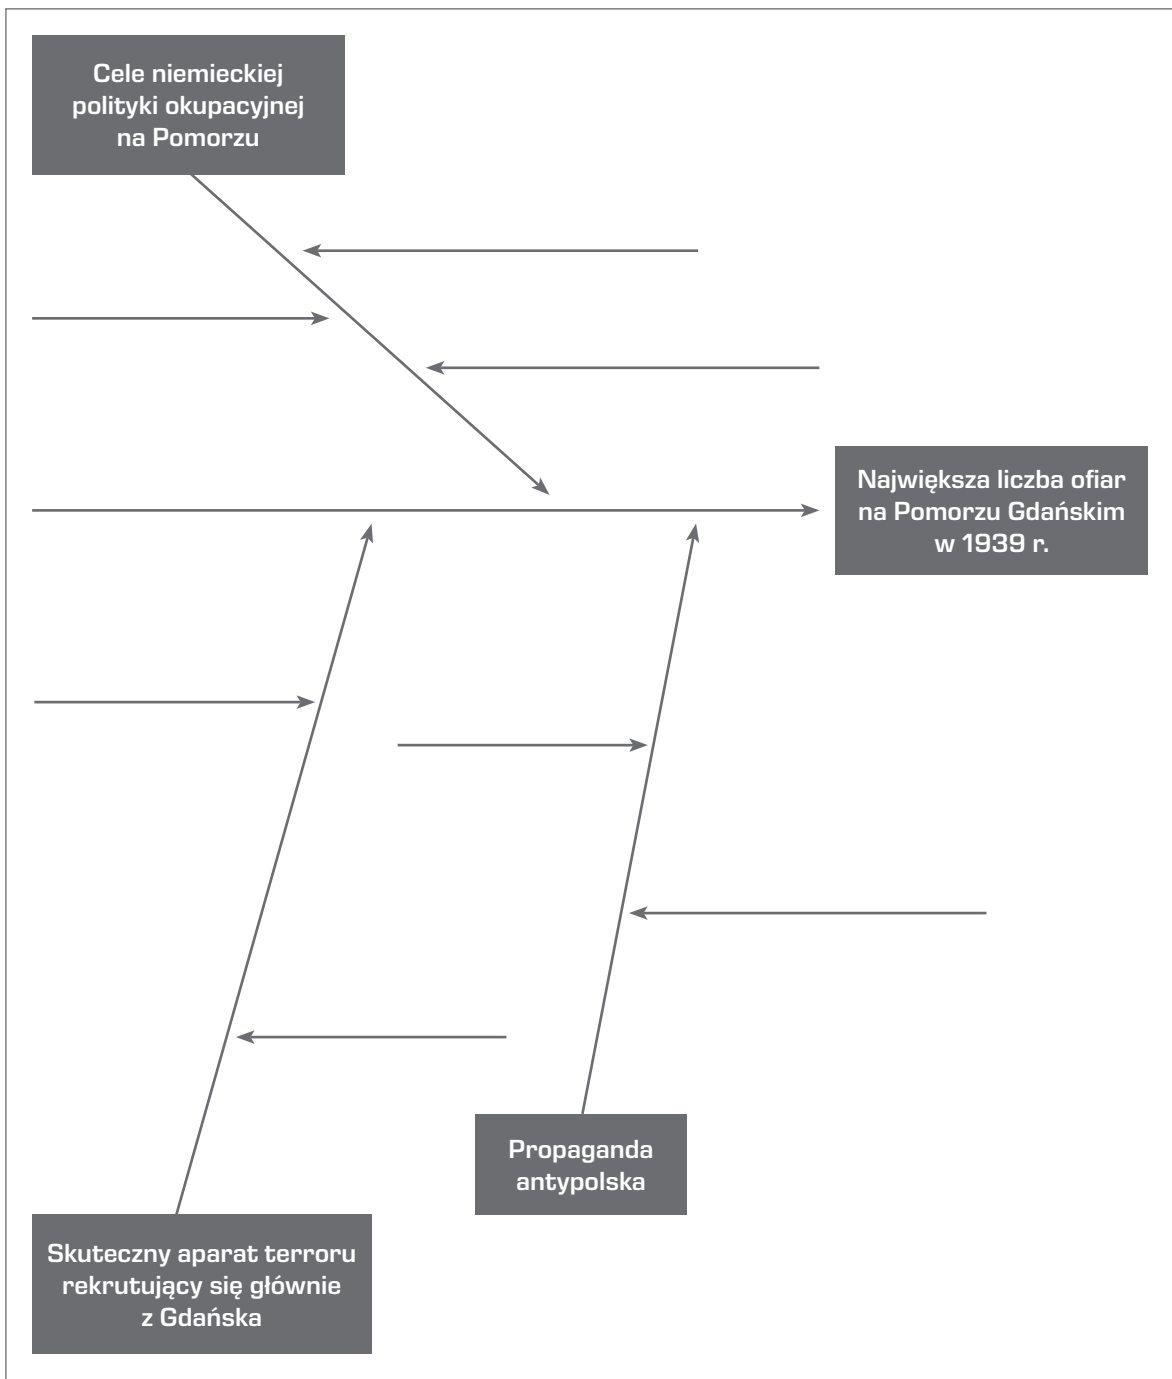 Cele niemieckiej
polityki okupacyjnej
na Pomorzu
Największa liczba ofiar
na Pomorzu Gdańskim
w 1939 r.
Propaganda
antypolska
Skuteczny aparat terroru
rekrutujący się głównie
z Gdańska